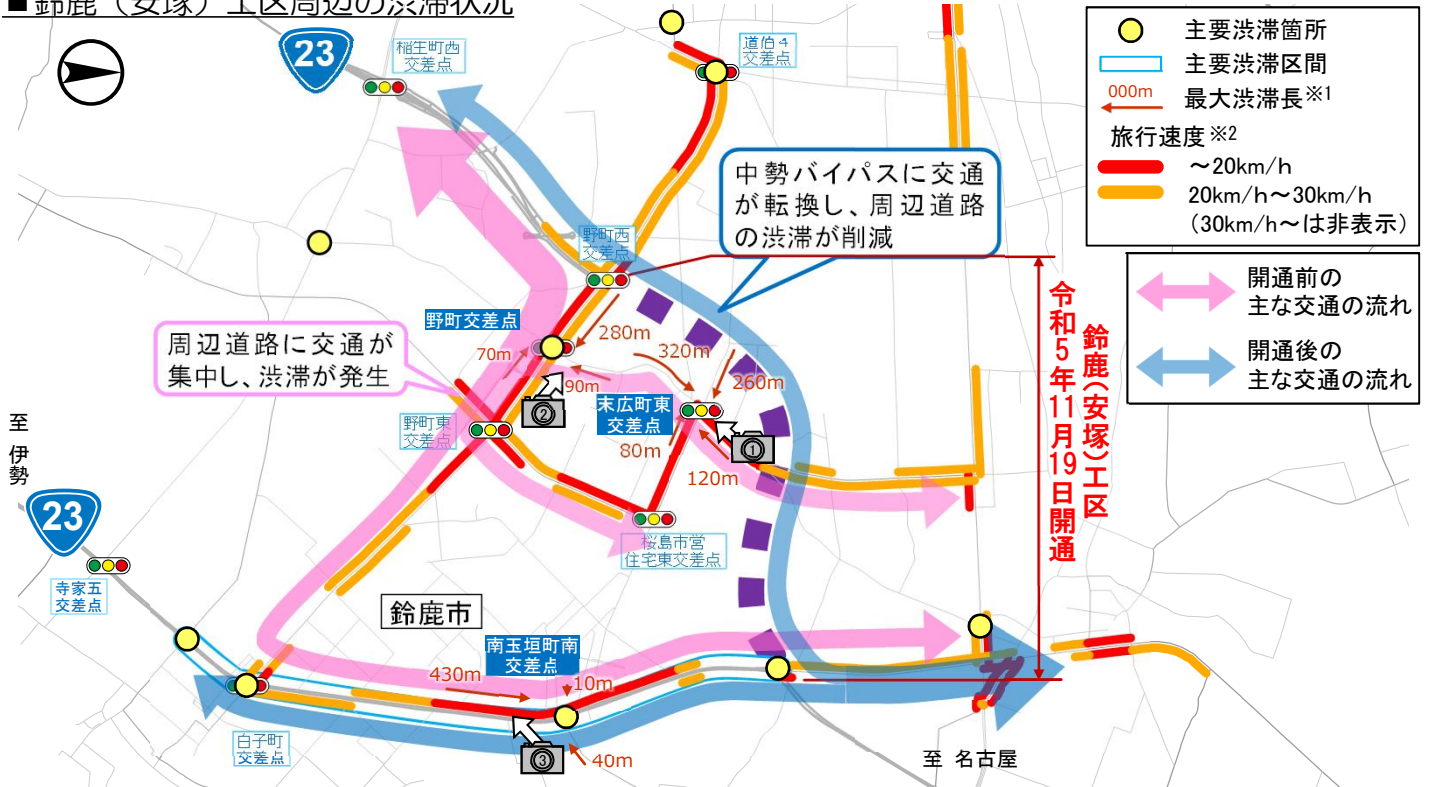 ■鈴鹿（安塚）工区周辺の渋滞状況
23
稲生町西
交差点
道伯4
交差点
主要渋滞箇所
主要渋滞区間
000m
最大渋滞長※1
旅行速度※2
～20km/h
20km/h～30km/h
（30km/h～は非表示）
開通前の
主な交通の流れ
開通後の
主な交通の流れ
中勢バイパスに交通
が転換し、周辺道路
の渋滞が削減
野町西
交差点
野町交差点
280m
70m
320m
90m
260m
周辺道路に交通が
集中し、渋滞が発生
②
末広町東
交差点
野町東
交差点
80m
①
120m
鈴鹿（安塚）工区
令和5年11月19日開通
至 伊勢
23
桜島市営
住宅東交差点
寺家五
交差点
鈴鹿市
南玉垣町南
交差点
430m
10m
白子町
交差点
③
40m
至 名古屋